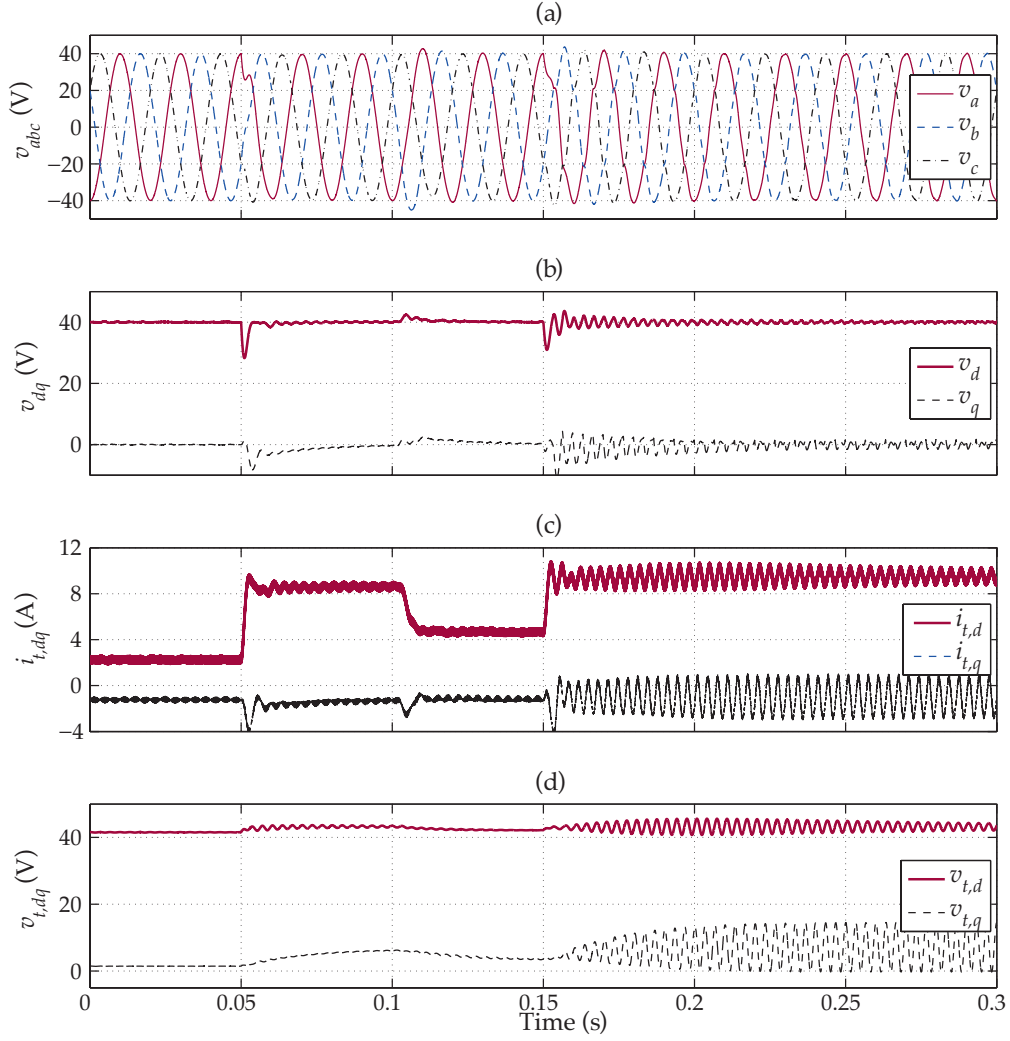 (a)
v_abc (V)
40
20
0
−20
−40
v_a
v_b
v_c
(b)
v_dq (V)
40
20
0
v_d
v_q
(c)
i_t,dq (A)
12
8
4
0
−4
i_t,d
i_t,q
(d)
v_t,dq (V)
40
20
0
v_t,d
v_t,q
0 0.05 0.1 0.15 0.2 0.25 0.3
Time (s)